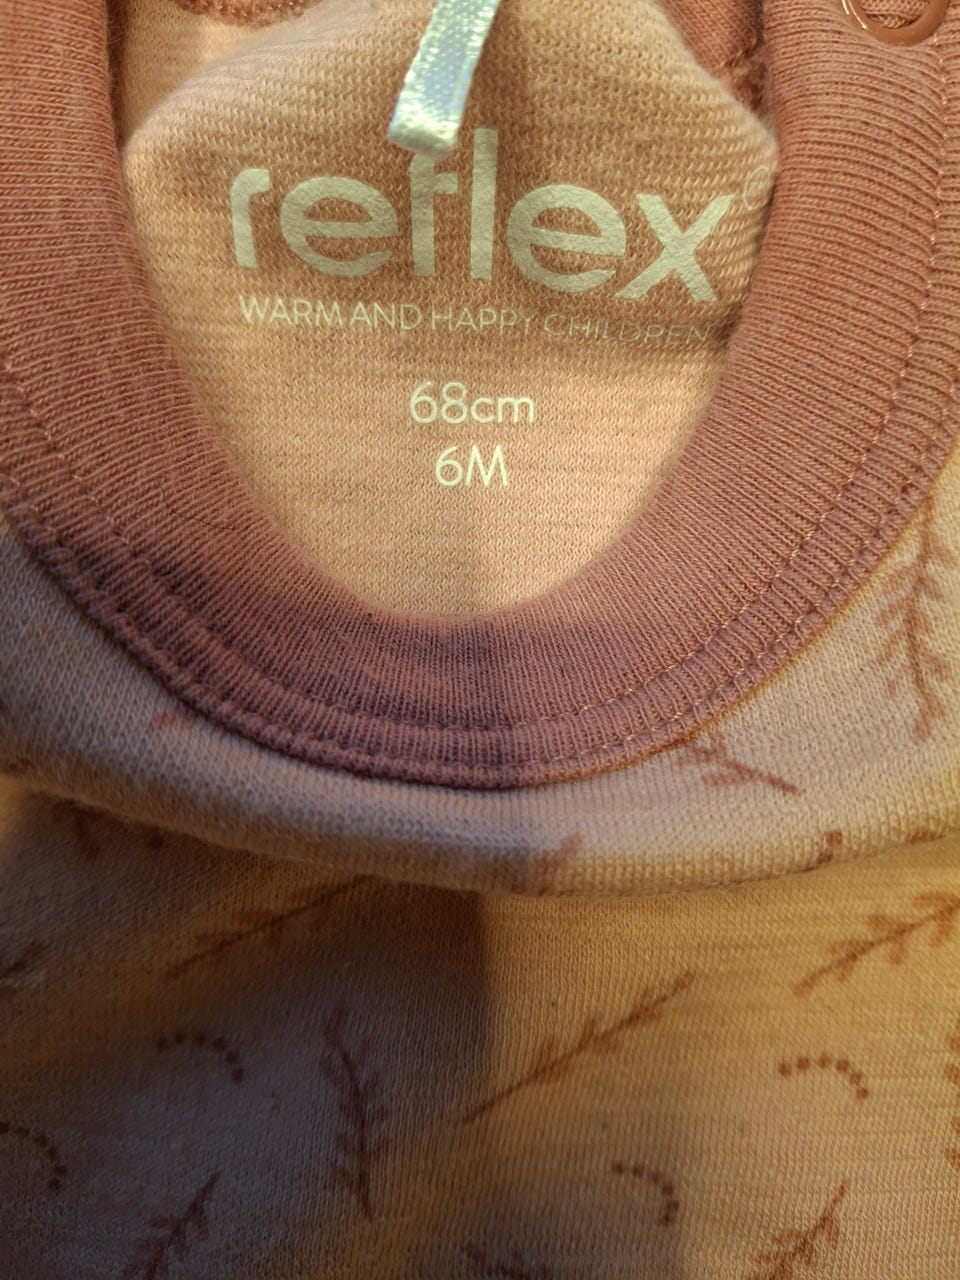 reflex
WARM AND HAPPY CHILDREN
68cm
6M